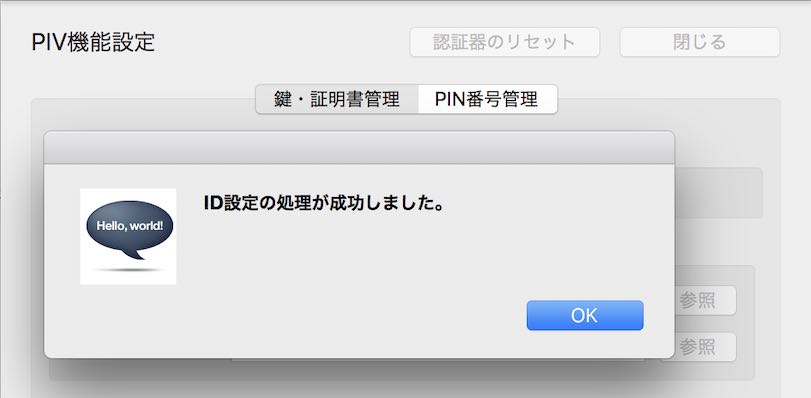 PIV機能設定
認証器のリセット
閉じる
鍵・証明書管理
PIN番号管理
Hello, world!
ID設定の処理が成功しました。
OK
参照
参照